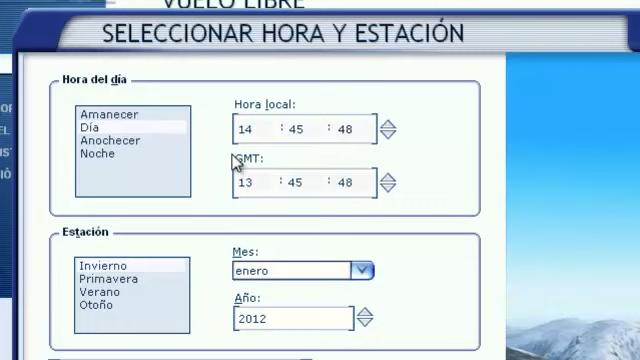 VUELO LIBRE
SELECCIONAR HORA Y ESTACIÓN
Hora del día
Amanecer
Día
Anochecer
Noche
Hora local:
14 : 45 : 48
GMT:
13 : 45 : 48
Estación
Invierno
Primavera
Verano
Otoño
Mes:
enero
Año:
2012